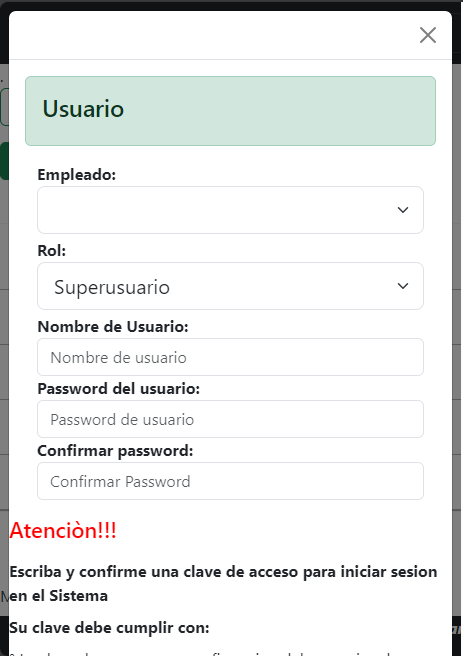 Usuario
Empleado:
Rol:
Superusuario
Nombre de Usuario:
Nombre de usuario
Password del usuario:
Password de usuario
Confirmar password:
Confirmar Password
Atenciòn!!!
Escriba y confirme una clave de acceso para iniciar sesion
en el Sistema
Su clave debe cumplir con: